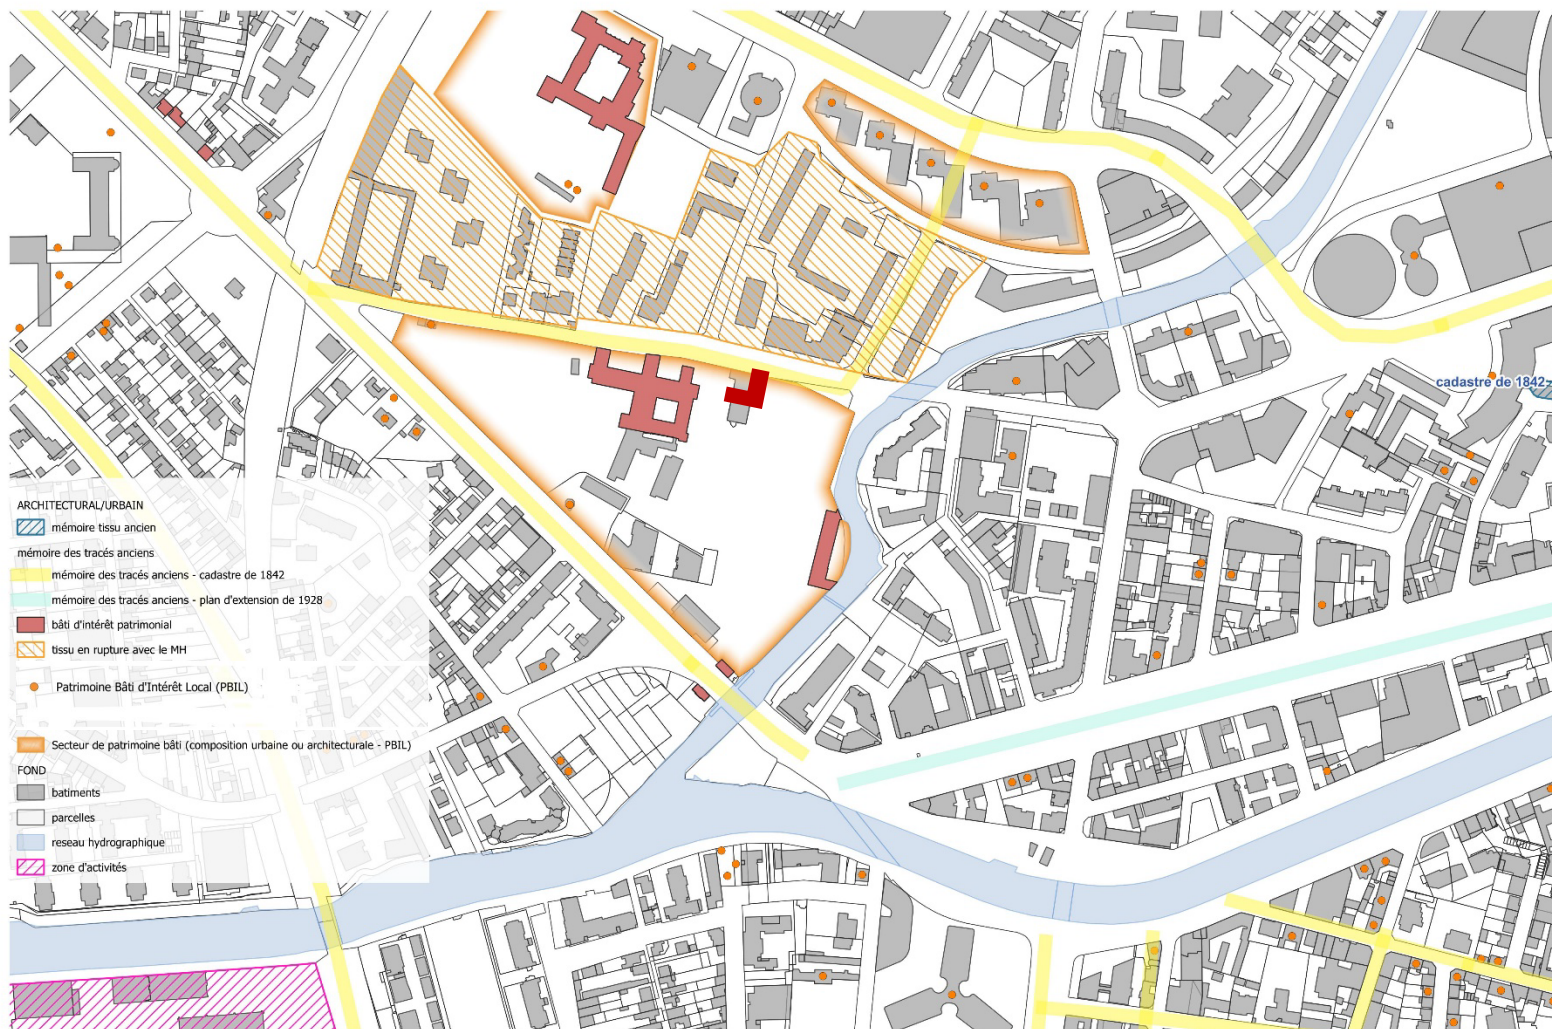 cadastre de 1842
ARCHITECTURAL/URBAIN
mémoire tissu ancien
mémoire des tracés anciens
mémoire des tracés anciens - cadastre de 1842
mémoire des tracés anciens - plan d'extension de 1928
bâti d'intérêt patrimonial
tissu en rupture avec le MH
Patrimoine Bâti d'Intérêt Local (PBIL)
Secteur de patrimoine bâti (composition urbaine ou architecturale - PBIL)
FOND
batiments
parcelles
reseau hydrographique
zone d'activités